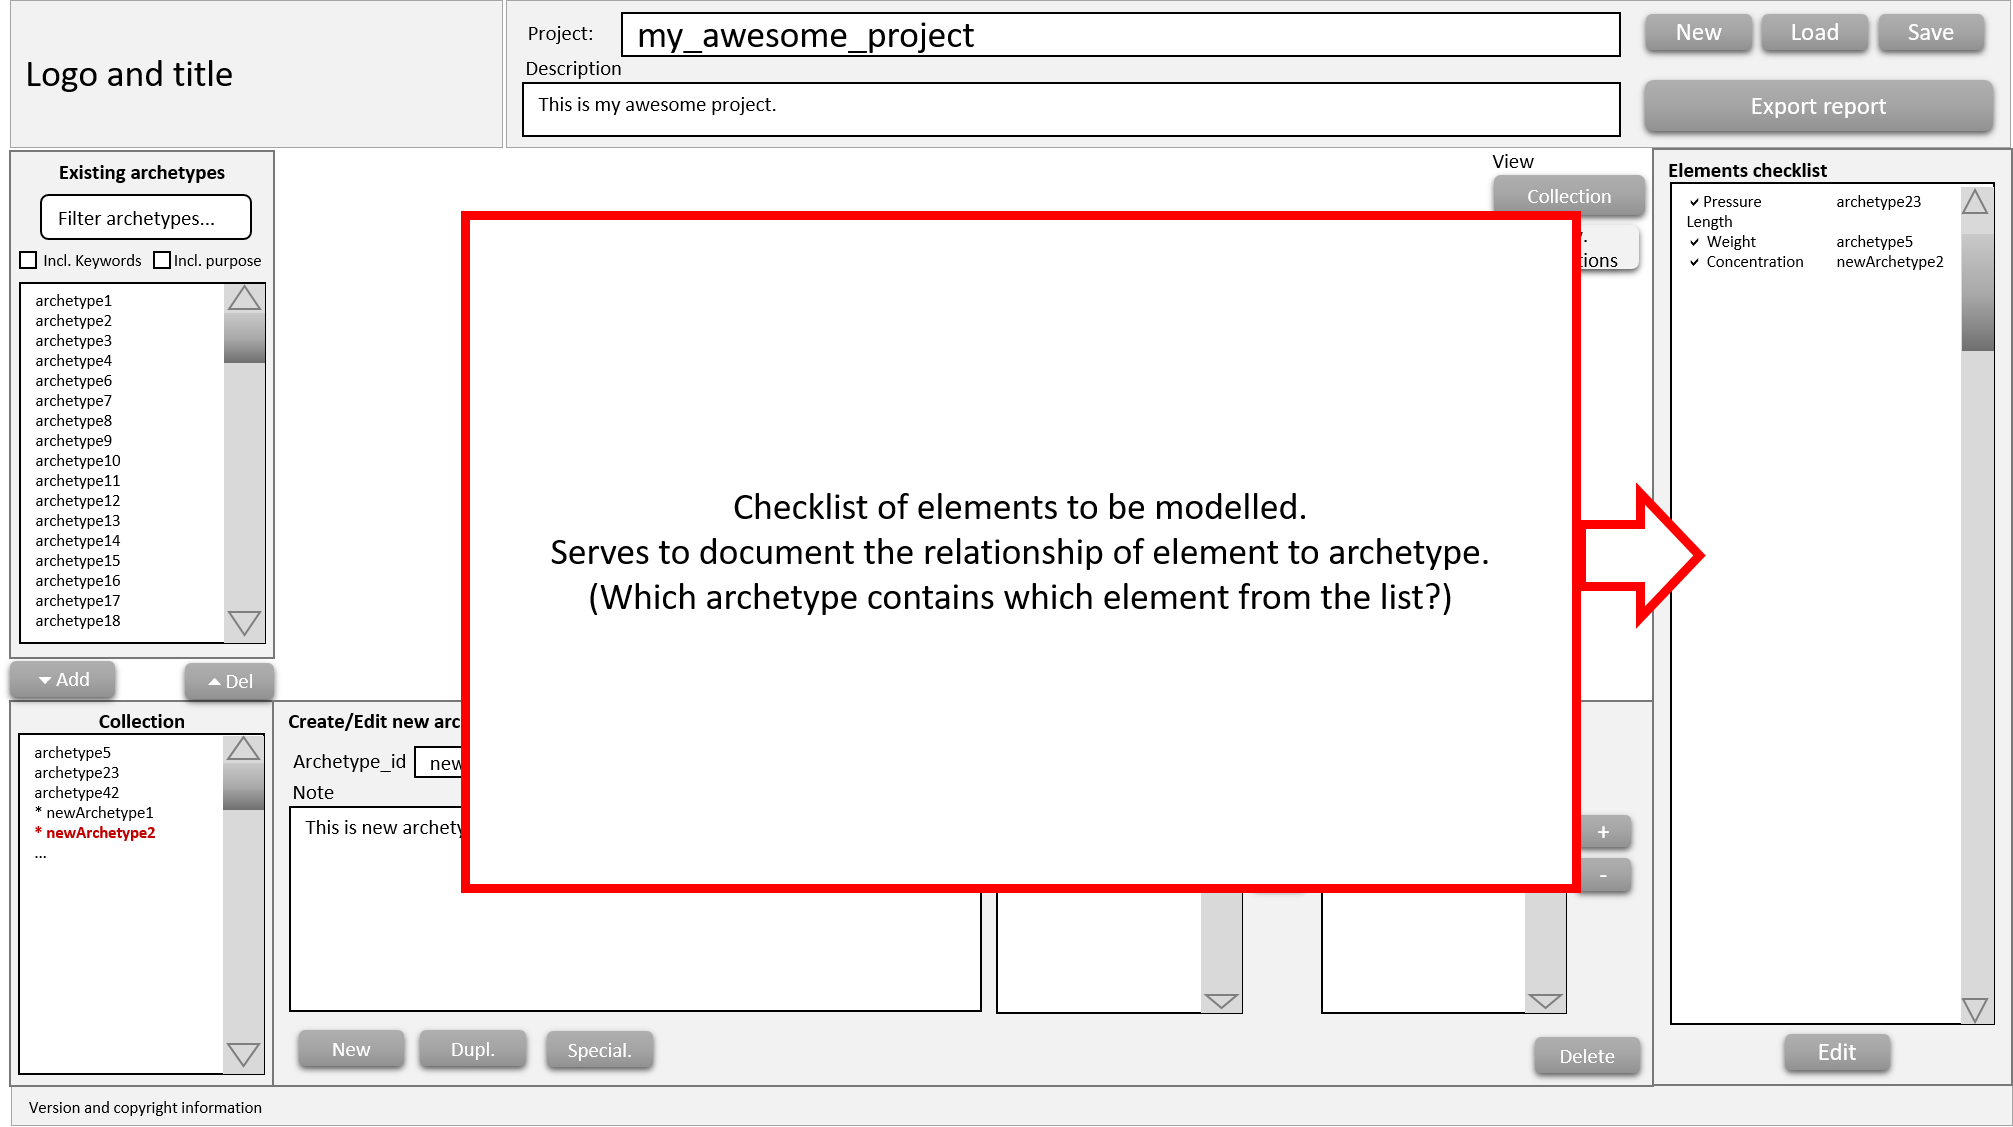 Logo and title
Project:
my_awesome_project
New
Load
Save
Description
This is my awesome project.
Export report
Existing archetypes
Filter archetypes...
Incl. Keywords
Incl. purpose
archetype1
archetype2
archetype3
archetype4
archetype6
archetype7
archetype8
archetype9
archetype10
archetype11
archetype12
archetype13
archetype14
archetype15
archetype16
archetype17
archetype18
Add
Del
Collection
archetype5
archetype23
archetype42
* newArchetype1
* newArchetype2
...
View
Collection
Checklist of elements to be modelled.
Serves to document the relationship of element to archetype.
(Which archetype contains which element from the list?)
Create/Edit new arc
Archetype_id
new
Note
This is new archety
+
-
New
Dupl.
Special.
Delete
Elements checklist
✓ Pressure archetype23
Length
✓ Weight archetype5
✓ Concentration newArchetype2
Edit
Version and copyright information